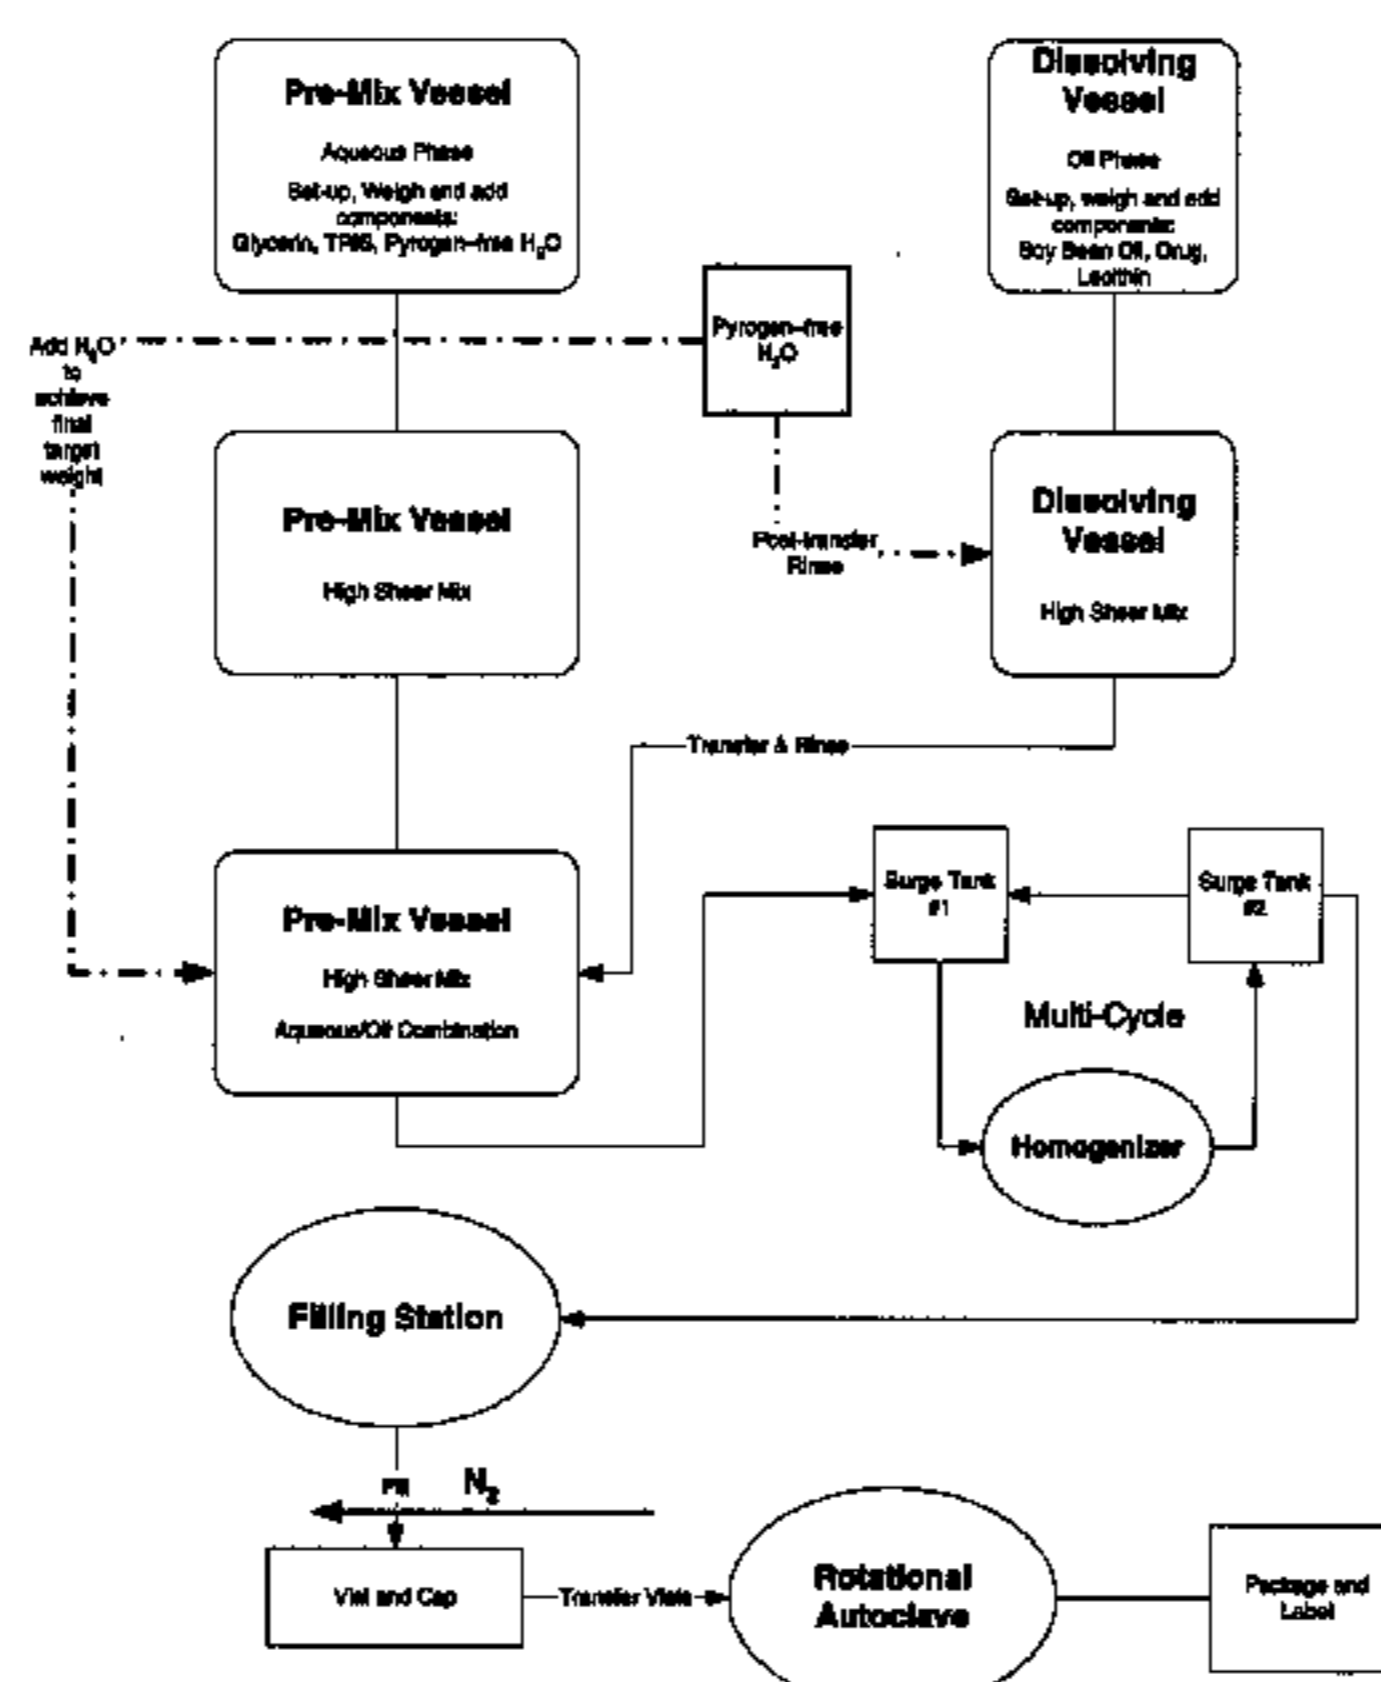 Pre-Mix Vessel
Aqueous Phase
Set-up, Weigh and add
components:
Glycerin, TRIS, Pyrogen-free H₂O
Dissolving
Vessel
Oil Phase
Set-up, weigh and add
components:
Soy Bean Oil, Drug,
Lecithin
Add H₂O
to
achieve
final
target
weight
Pyrogen-free
H₂O
Pre-Mix Vessel
High Shear Mix
Post-transfer
Rinse
Dissolving
Vessel
High Shear Mix
Transfer & Rinse
Pre-Mix Vessel
High Shear Mix
Aqueous/Oil Combination
Surge Tank
#1
Surge Tank
#2
Multi-Cycle
Homogenizer
Filling Station
Fill
N₂
Vial and Cap
Transfer Vials
Rotational
Autoclave
Package and
Label